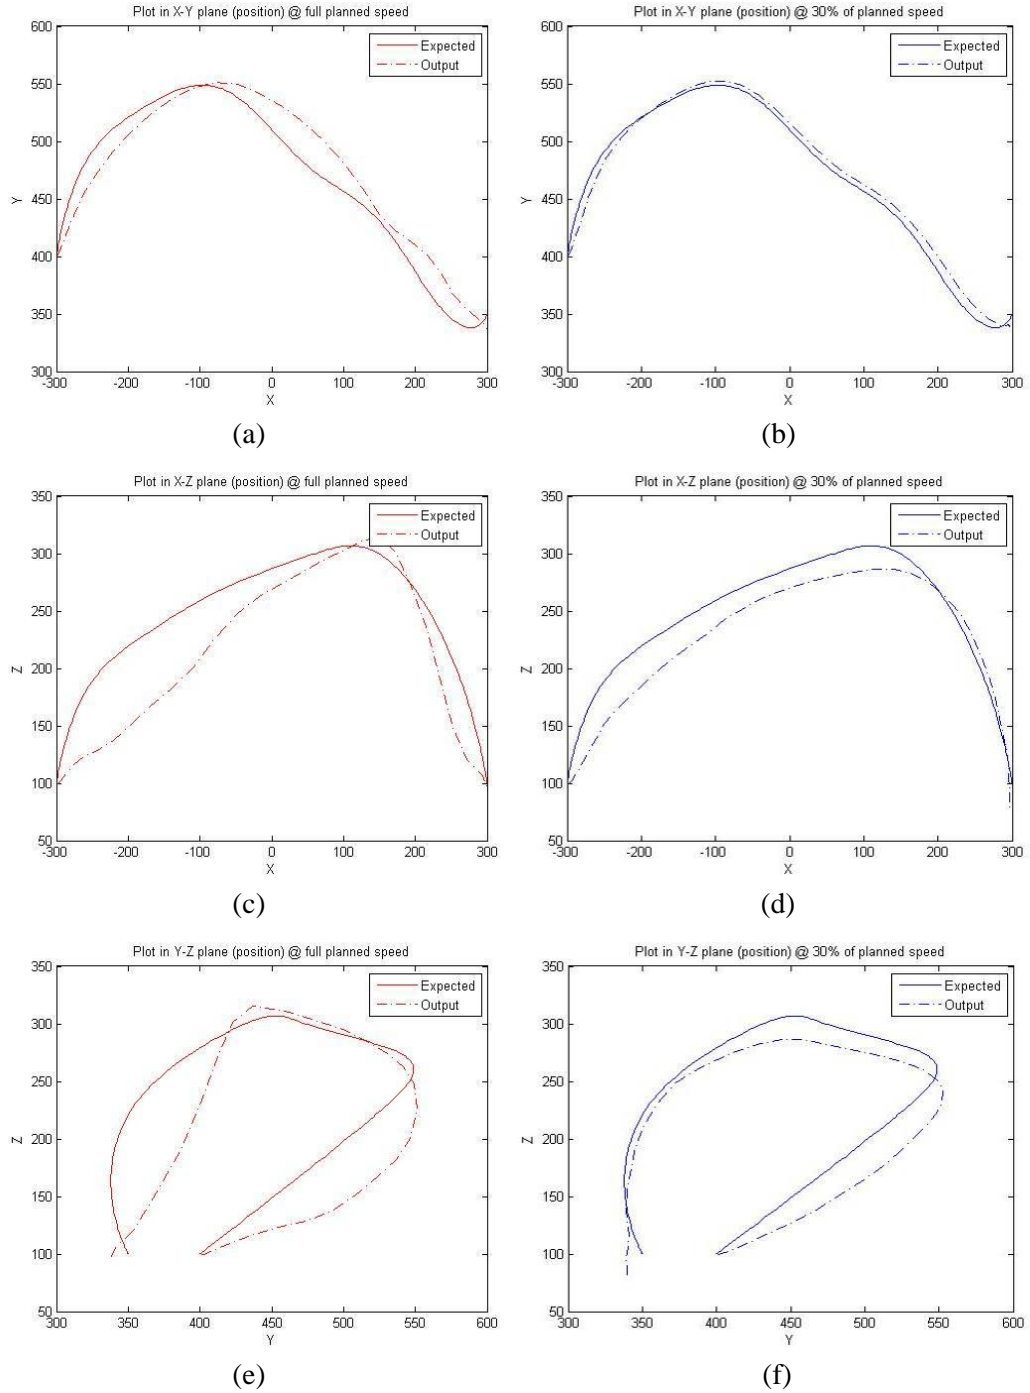 Plot in X-Y plane (position) @ full planned speed
600
550
500
450
400
350
300
Y
-300 -200 -100 0 100 200 300
X
Expected
Output
(a)
Plot in X-Y plane (position) @ 30% of planned speed
600
550
500
450
400
350
300
Y
-300 -200 -100 0 100 200 300
X
Expected
Output
(b)
Plot in X-Z plane (position) @ full planned speed
350
300
250
200
150
100
50
Z
-300 -200 -100 0 100 200 300
X
Expected
Output
(c)
Plot in X-Z plane (position) @ 30% of planned speed
350
300
250
200
150
100
50
Z
-300 -200 -100 0 100 200 300
X
Expected
Output
(d)
Plot in Y-Z plane (position) @ full planned speed
350
300
250
200
150
100
50
Z
300 350 400 450 500 550 600
Y
Expected
Output
(e)
Plot in Y-Z plane (position) @ 30% of planned speed
350
300
250
200
150
100
50
Z
300 350 400 450 500 550 600
Y
Expected
Output
(f)